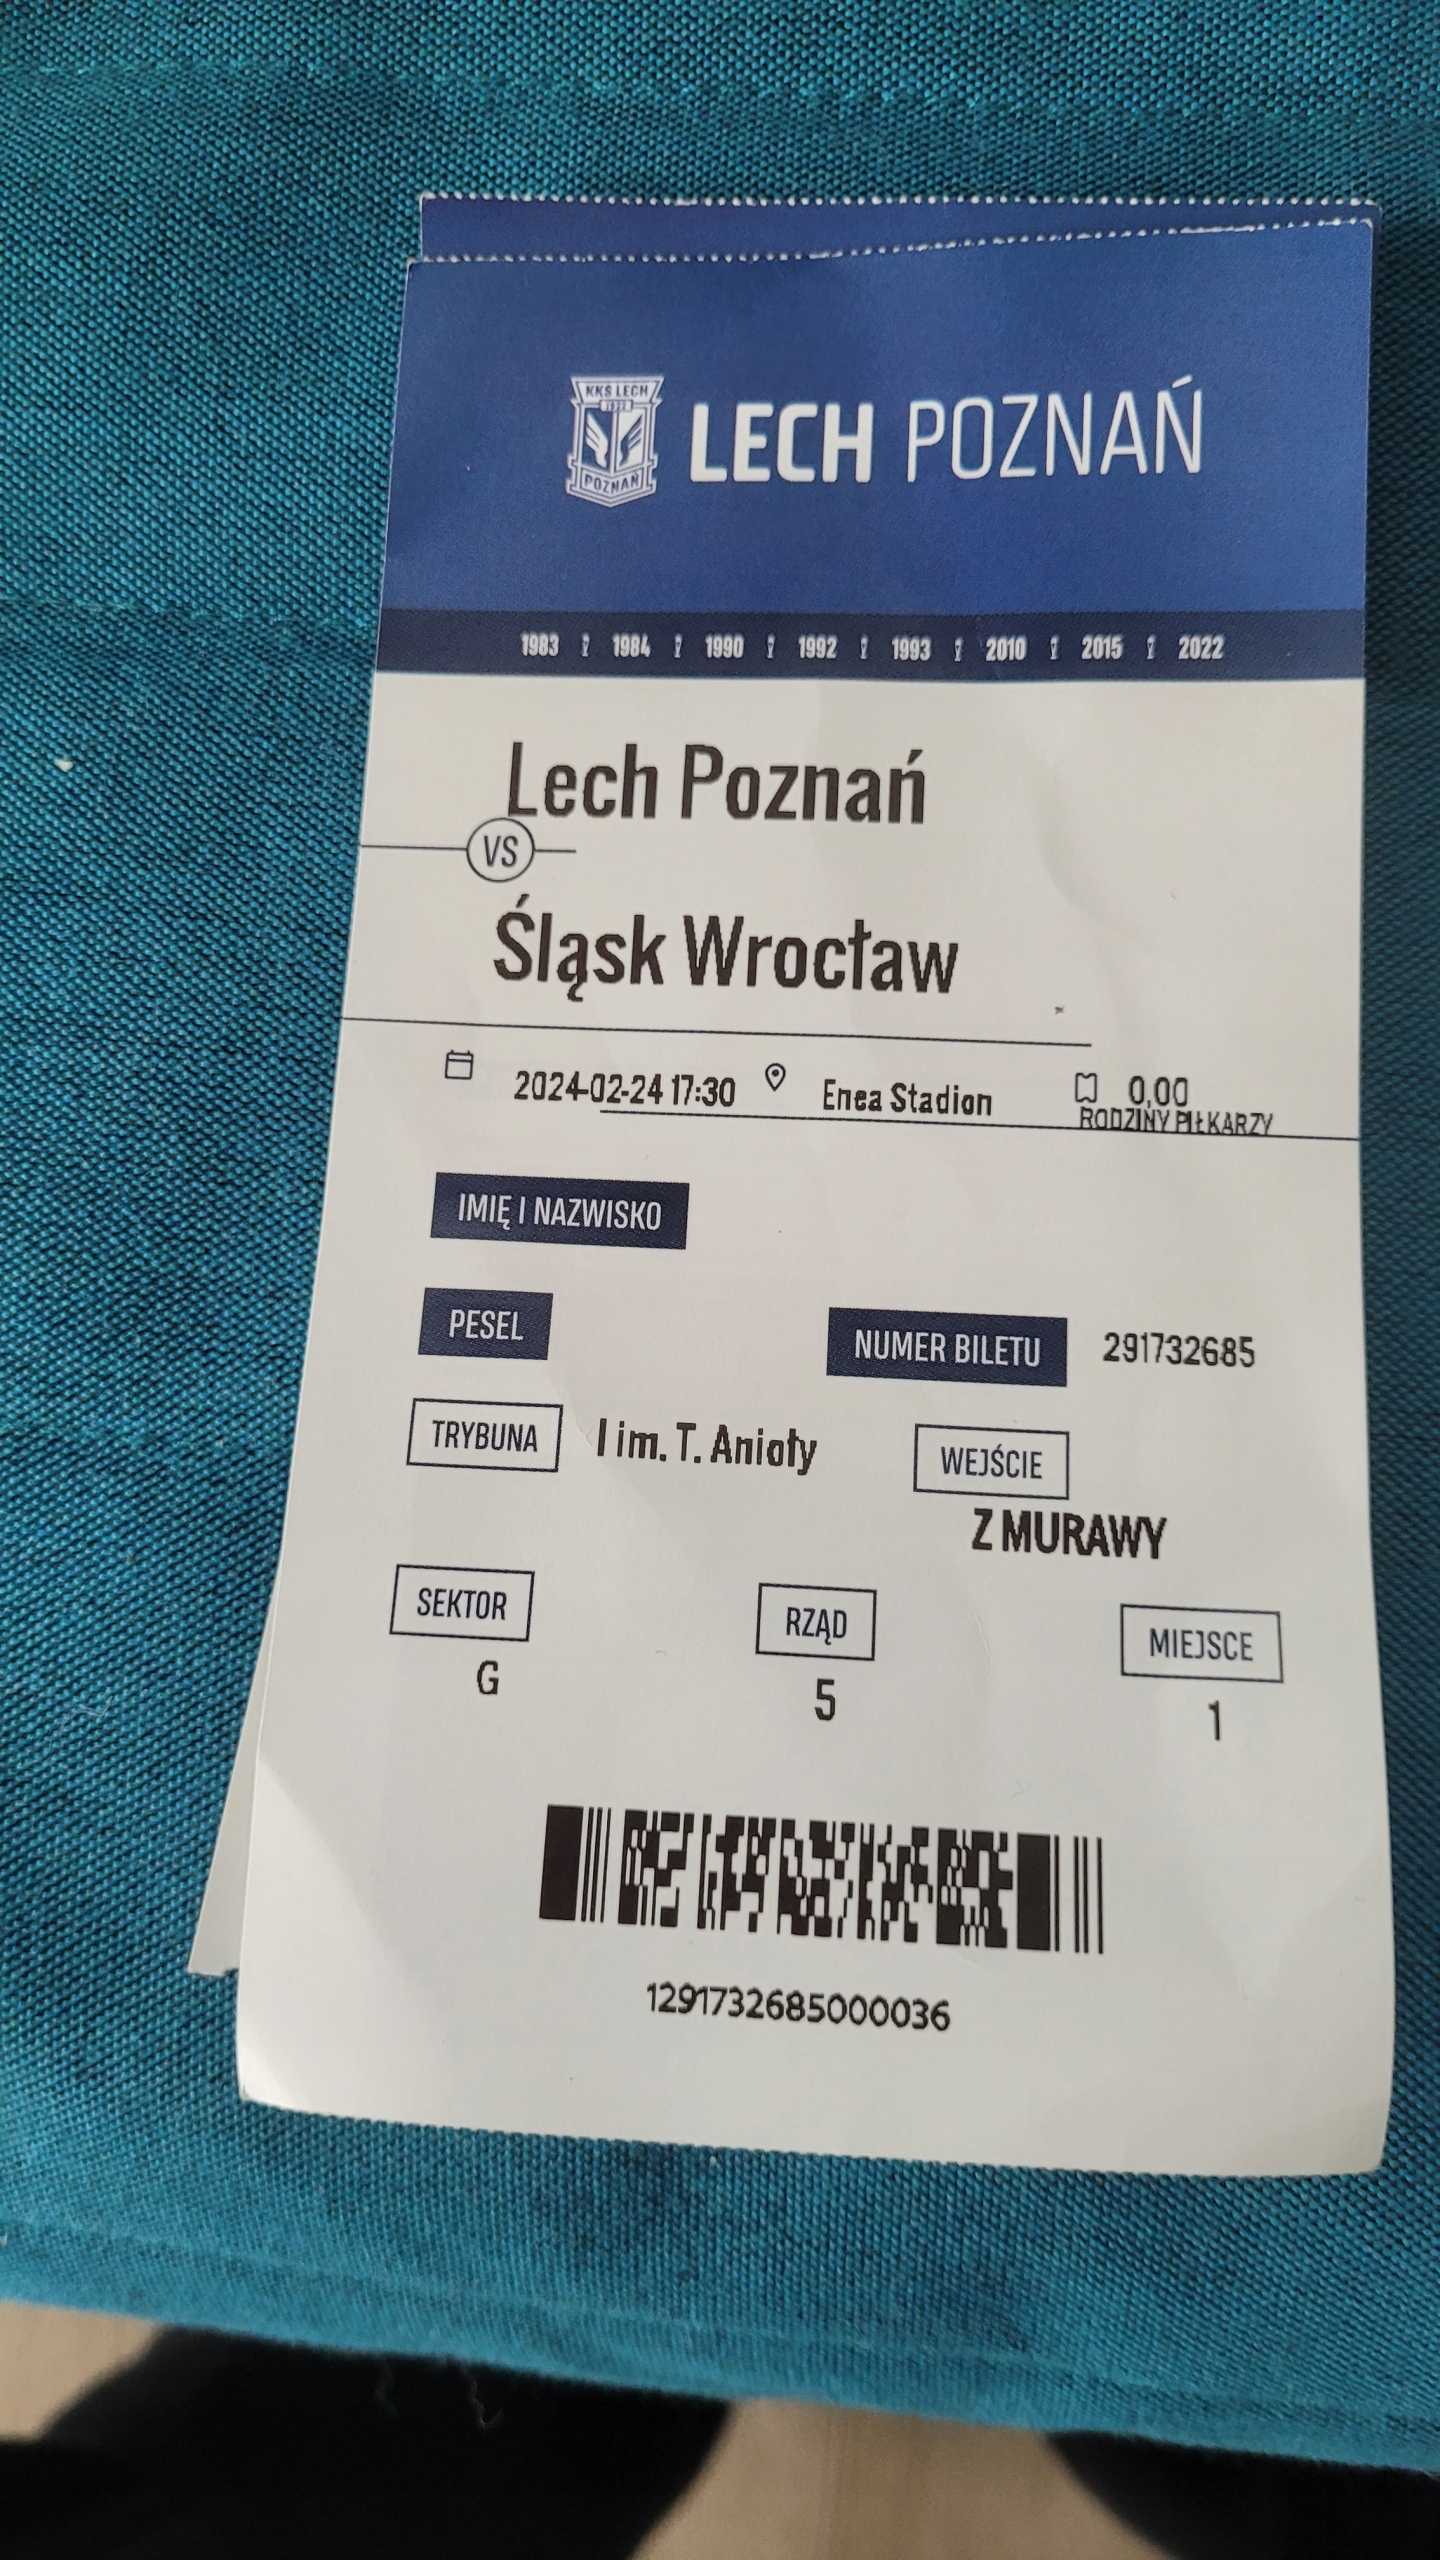 KKS LECH
1922
POZNAŃ
LECH POZNAŃ
1983 1984 1990 1992 1993 2010 2015 2022
Lech Poznań
VS
Śląsk Wrocław
2024-02-24 17:30 Enea Stadion 0,00
RODZINY PIŁKARZY
IMIĘ I NAZWISKO
PESEL NUMER BILETU 291732685
TRYBUNA I im. T. Anioły WEJŚCIE
Z MURAWY
SEKTOR RZĄD MIEJSCE
G 5 1
1291732685000036